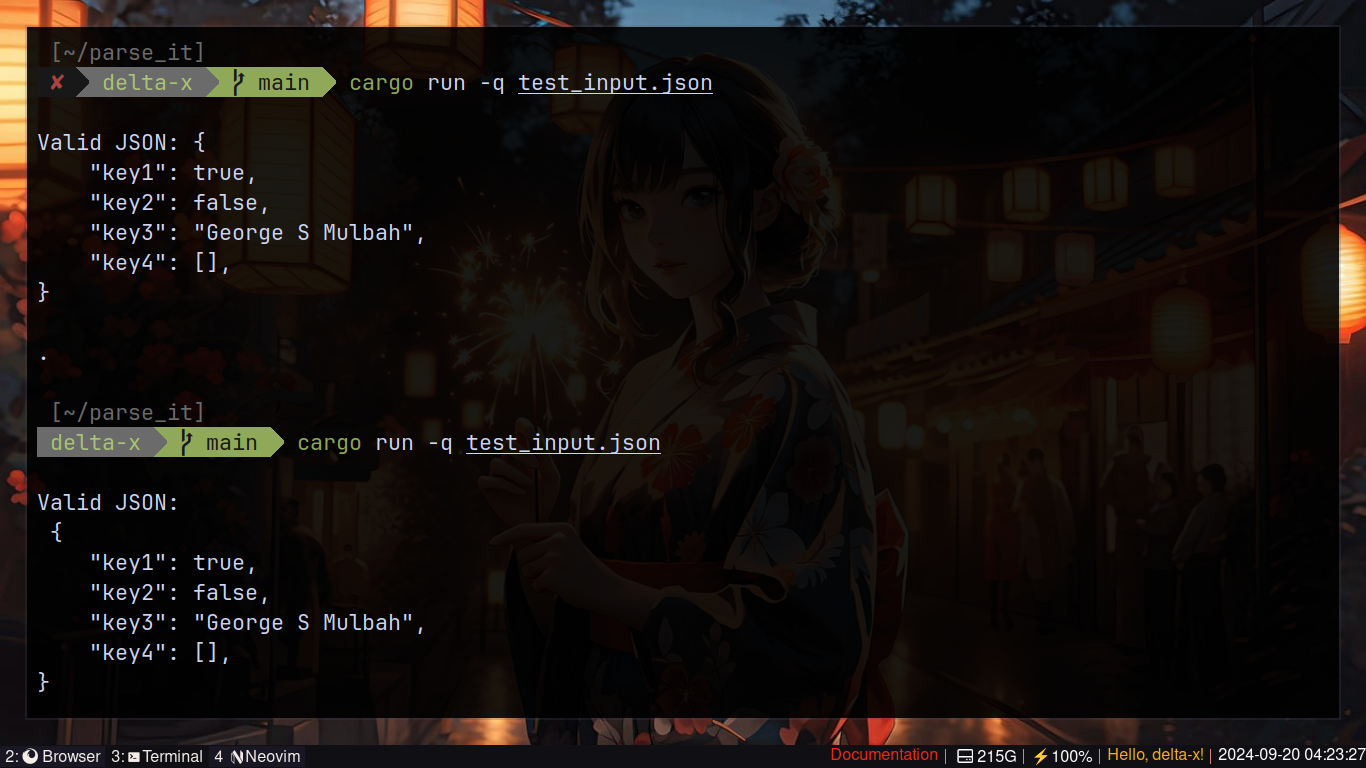 [~/parse_it]
✘ delta-x main cargo run -q test_input.json
Valid JSON: {
"key1": true,
"key2": false,
"key3": "George S Mulbah",
"key4": [],
}
.
[~/parse_it]
delta-x main cargo run -q test_input.json
Valid JSON:
{
"key1": true,
"key2": false,
"key3": "George S Mulbah",
"key4": [],
}
2: Browser 3: Terminal 4 Neovim Documentation | 215G | ⚡100% | Hello, delta-x! | 2024-09-20 04:23:27